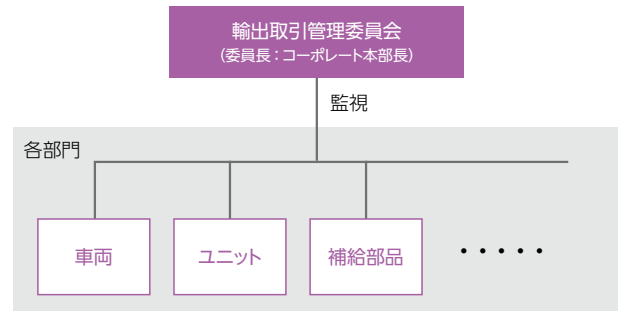 輸出取引管理委員会
(委員長：コーポレート本部長)
監視
各部門
車両
ユニット
補給部品
・・・・・